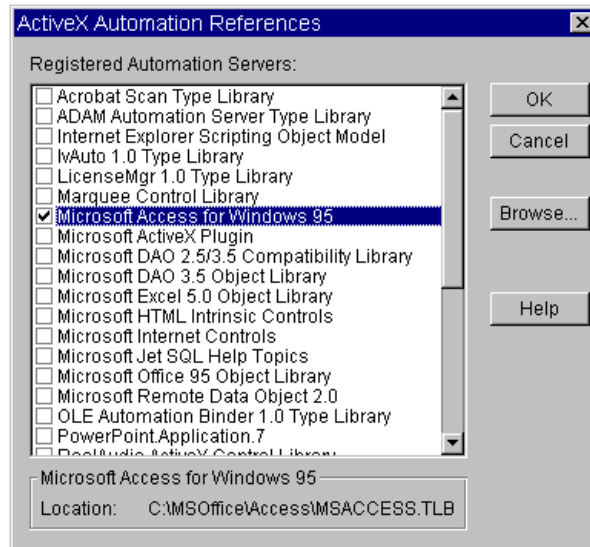 ActiveX Automation References
Registered Automation Servers:
Acrobat Scan Type Library
ADAM Automation Server Type Library
Internet Explorer Scripting Object Model
IvAuto 1.0 Type Library
LicenseMgr 1.0 Type Library
Marquee Control Library
Microsoft Access for Windows 95
Microsoft ActiveX Plugin
Microsoft DAO 2.5/3.5 Compatibility Library
Microsoft DAO 3.5 Object Library
Microsoft Excel 5.0 Object Library
Microsoft HTML Intrinsic Controls
Microsoft Internet Controls
Microsoft Jet SQL Help Topics
Microsoft Office 95 Object Library
Microsoft Remote Data Object 2.0
OLE Automation Binder 1.0 Type Library
PowerPoint.Application.7
RealAudio ActiveX Control Library
OK
Cancel
Browse...
Help
Microsoft Access for Windows 95
Location: C:\MSOffice\Access\MSACCESS.TLB